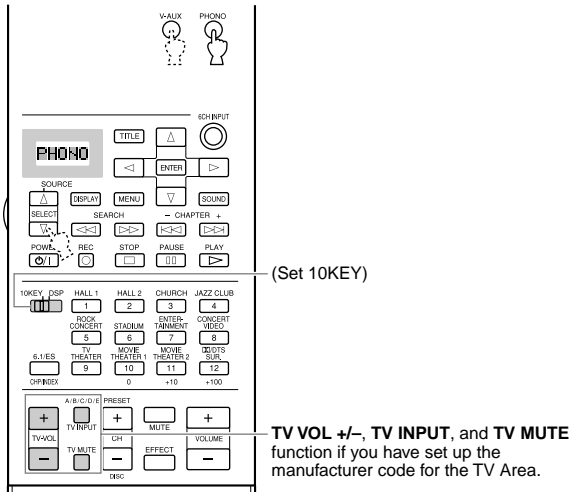 V-AUX PHONO
6CH INPUT
PHONO
TITLE
ENTER
SOURCE
SELECT
DISPLAY MENU SOUND
SEARCH – CHAPTER +
REC STOP PAUSE PLAY
(Set 10KEY)
10KEY DSP HALL 1 HALL 2 CHURCH JAZZ CLUB
1 2 3 4
ROCK CONCERT STADIUM ENTER-TAINMENT CONCERT VIDEO
5 6 7 8
6.1/ES TV THEATER MOVIE THEATER 1 MOVIE THEATER 2 /DTS SUR.
9 10 11 12
CHP/INDEX 0 +10 +100
A/B/C/D/E PRESET
+ TV INPUT + MUTE +
TV-VOL CH VOLUME
– TV MUTE – EFFECT –
DISC
TV VOL +/–, TV INPUT, and TV MUTE
function if you have set up the
manufacturer code for the TV Area.